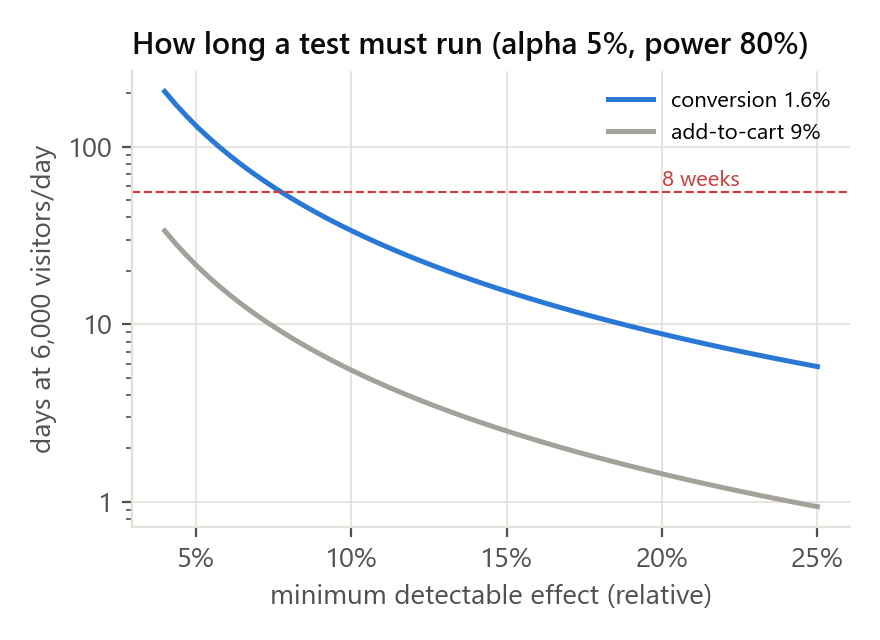 How long a test must run (alpha 5%, power 80%)
conversion 1.6%
add-to-cart 9%
8 weeks
100
10
1
days at 6,000 visitors/day
5%
10%
15%
20%
25%
minimum detectable effect (relative)